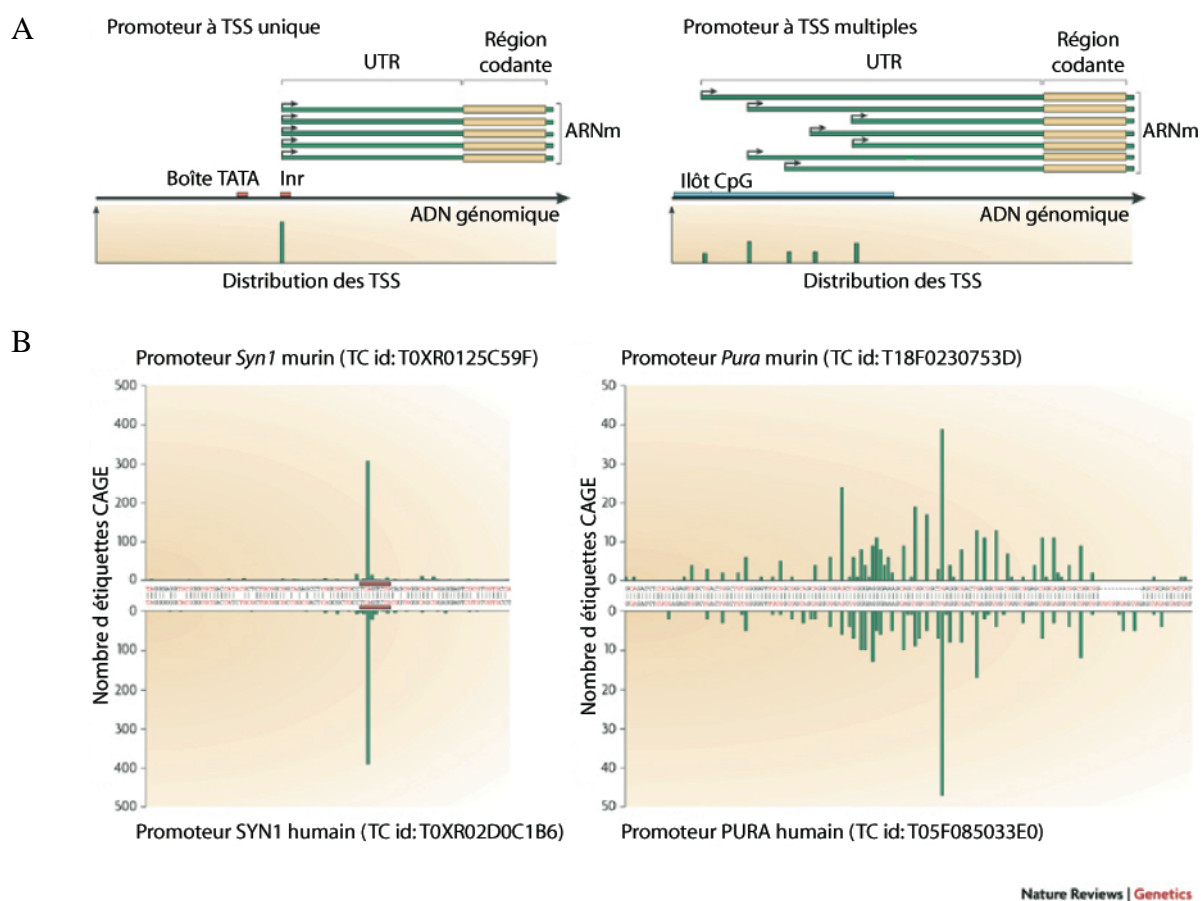 A
Promoteur à TSS unique
UTR
Région
codante
ARNm
Boîte TATA
Inr
ADN génomique
Distribution des TSS
Promoteur à TSS multiples
UTR
Région
codante
ARNm
Ilôt CpG
ADN génomique
Distribution des TSS
B
Promoteur Syn1 murin (TC id: T0XR0125C59F)
Nombre d étiquettes CAGE
500
400
300
200
100
0
0
100
200
300
400
500
Promoteur SYN1 humain (TC id: T0XR02D0C1B6)
Promoteur Pura murin (TC id: T18F0230753D)
Nombre d étiquettes CAGE
50
40
30
20
10
0
0
10
20
30
40
50
Promoteur PURA humain (TC id: T05F085033E0)
Nature Reviews | Genetics